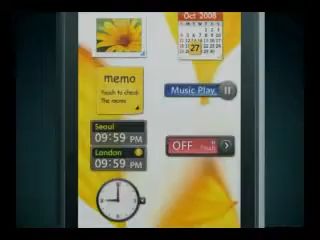 Oct 2008
27
memo
Touch to check
The memo
Music Play
Seoul
09:59 PM
London
09:59 PM
OFF